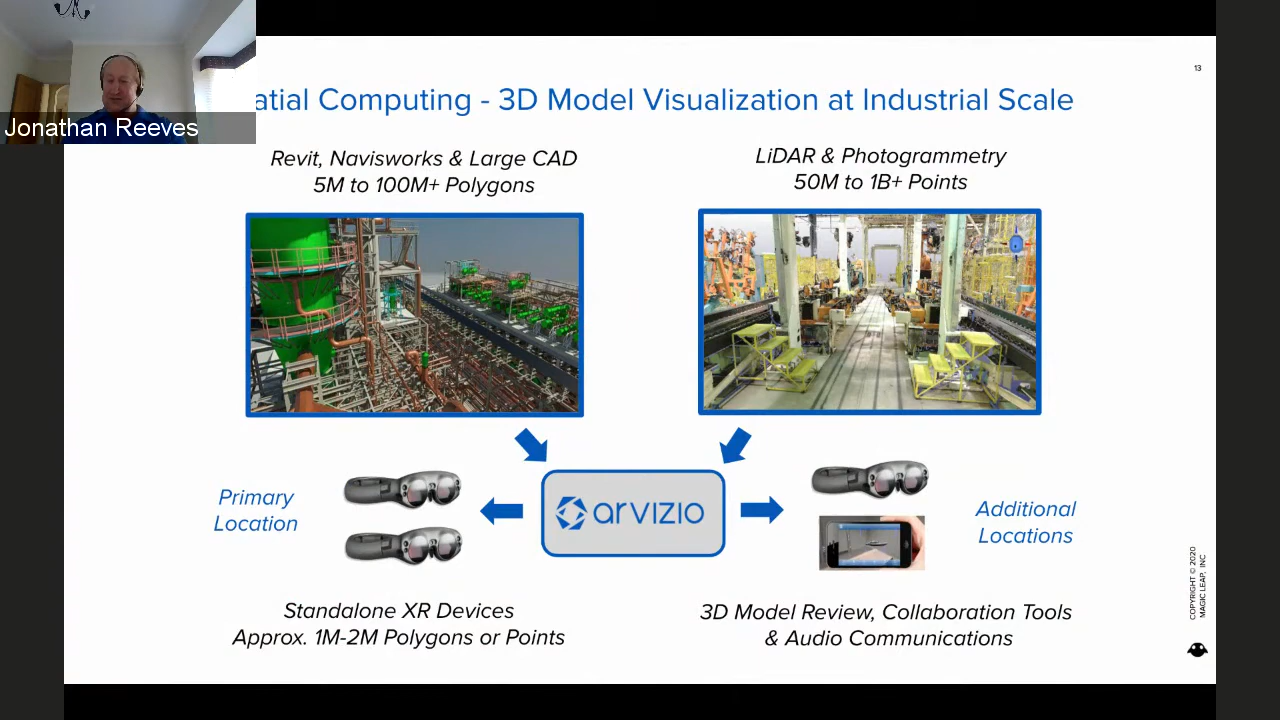 13
atial Computing - 3D Model Visualization at Industrial Scale
Jonathan Reeves
Revit, Navisworks & Large CAD
5M to 100M+ Polygons
LiDAR & Photogrammetry
50M to 1B+ Points
Primary
Location
arvizio
Additional
Locations
Standalone XR Devices
Approx. 1M-2M Polygons or Points
3D Model Review, Collaboration Tools
& Audio Communications
COPYRIGHT © 2020
MAGIC LEAP, INC